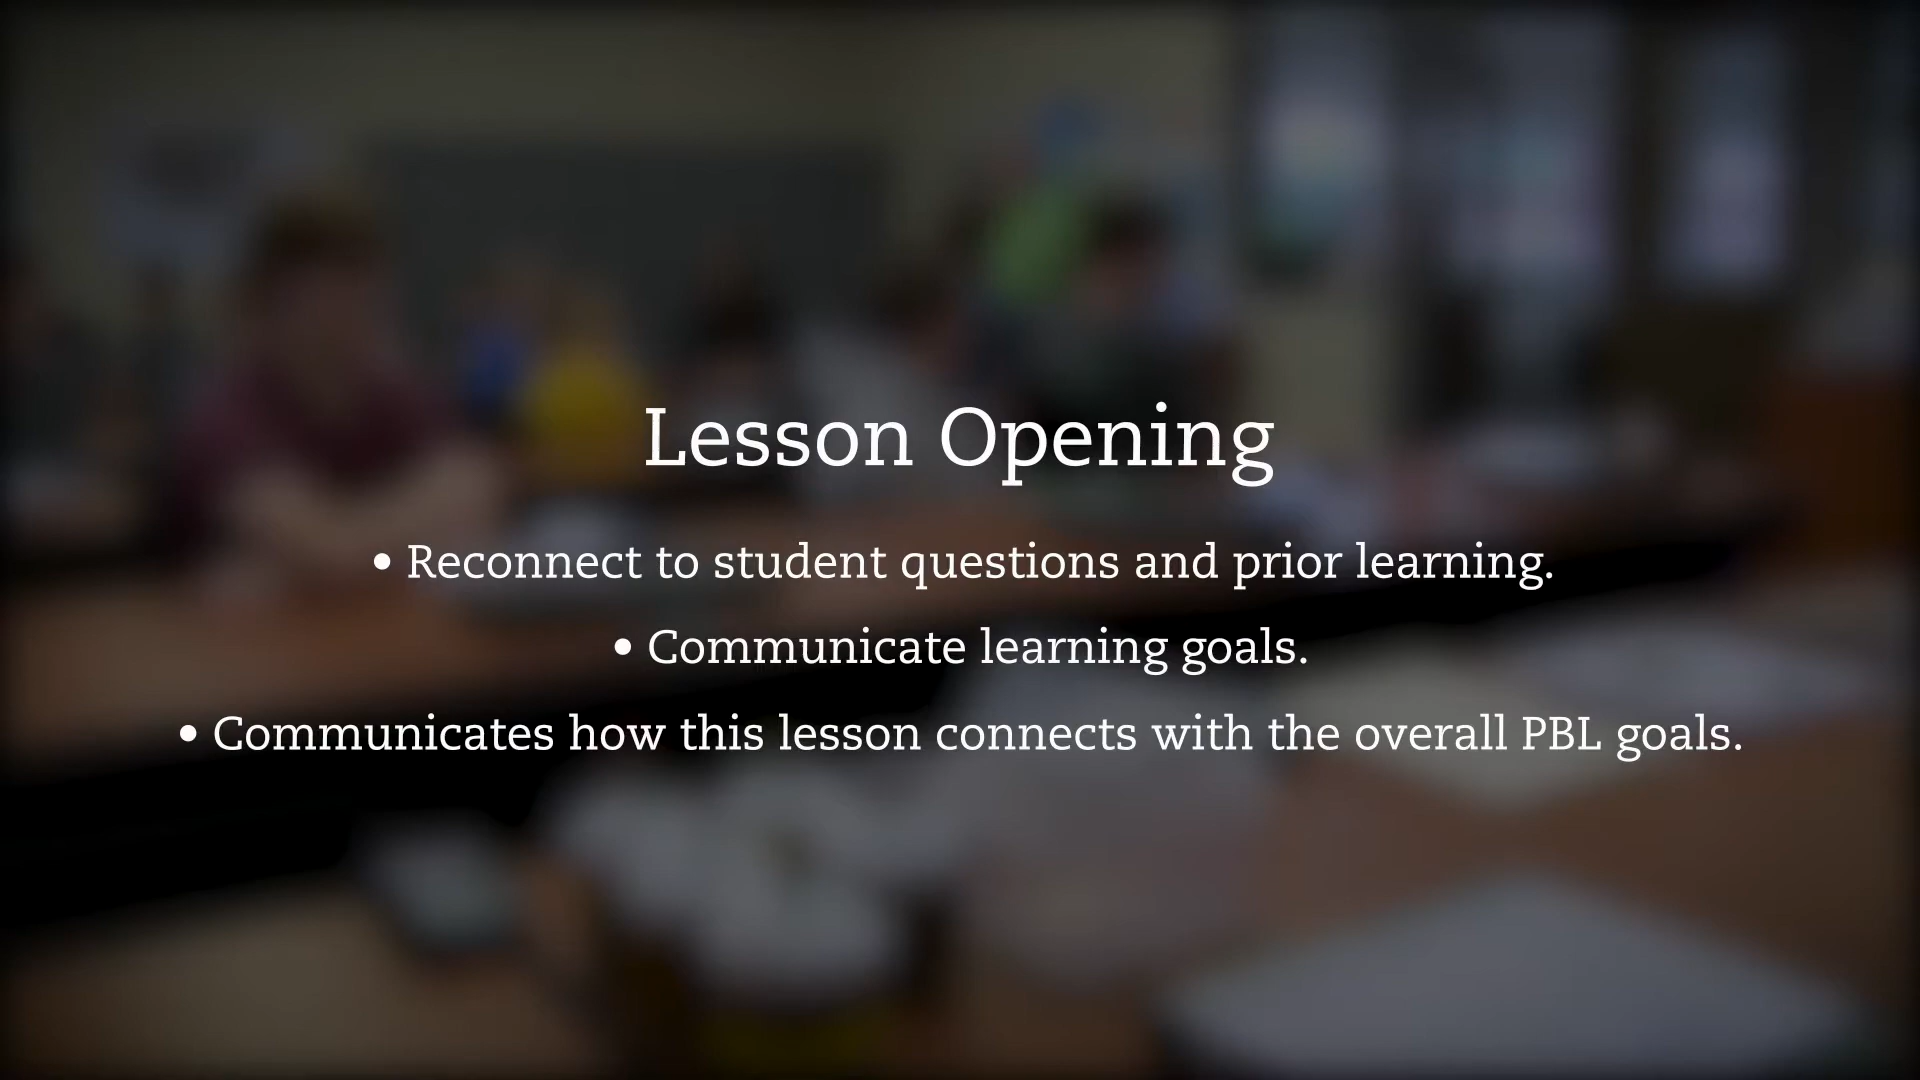 Lesson Opening
• Reconnect to student questions and prior learning.
• Communicate learning goals.
• Communicates how this lesson connects with the overall PBL goals.